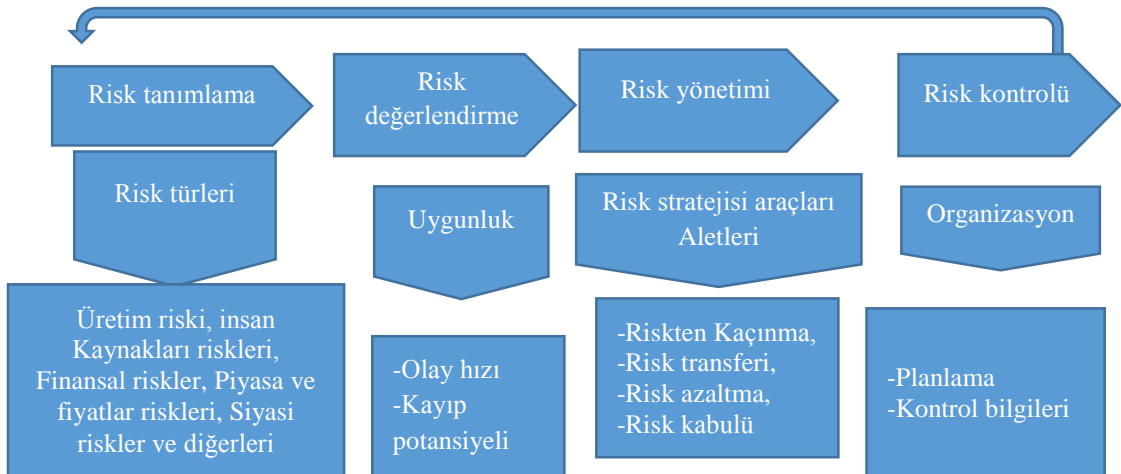 Risk tanımlama
Risk
değerlendirme
Risk yönetimi
Risk kontrolü
Risk türleri
Uygunluk
Risk stratejisi araçları
Aletleri
Organizasyon
Üretim riski, insan
Kaynakları riskleri,
Finansal riskler, Piyasa ve
fiyatlar riskleri, Siyasi
riskler ve diğerleri
-Olay hızı
-Kayıp
potansiyeli
-Riskten Kaçınma,
-Risk transferi,
-Risk azaltma,
-Risk kabulü
-Planlama
-Kontrol bilgileri